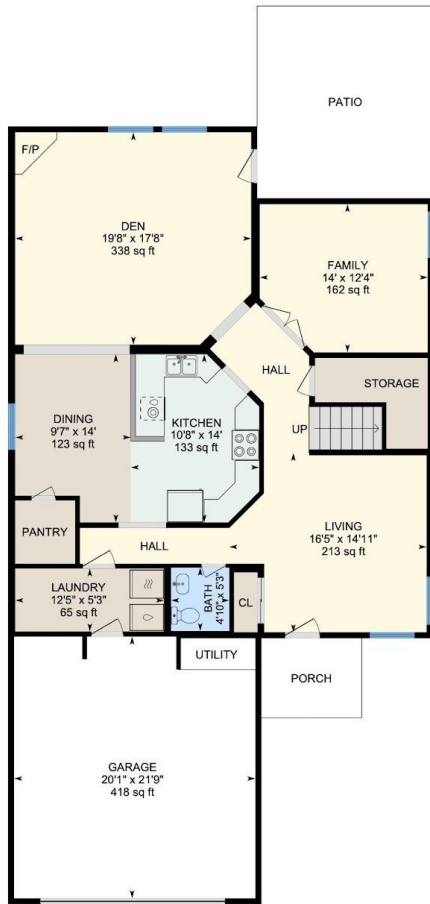 PATIO
F/P
DEN
19'8" x 17'8"
338 sq ft
FAMILY
14' x 12'4"
162 sq ft
HALL
STORAGE
DINING
9'7" x 14'
123 sq ft
KITCHEN
10'8" x 14'
133 sq ft
UP
PANTRY
HALL
LIVING
16'5" x 14'11"
213 sq ft
LAUNDRY
12'5" x 5'3"
65 sq ft
BATH
4'10" x 5'3"
CL
UTILITY
PORCH
GARAGE
20'1" x 21'9"
418 sq ft